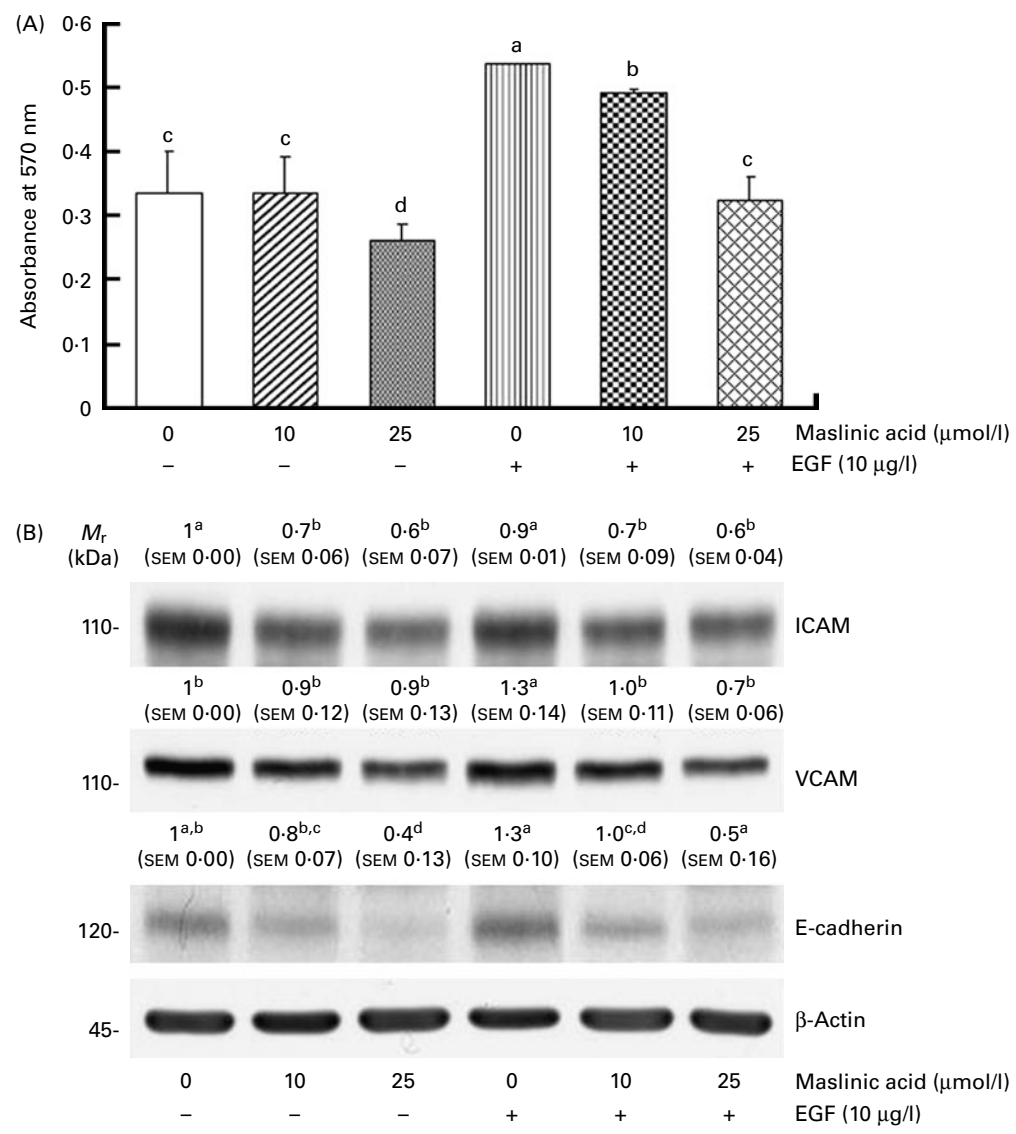 (A)
0·6
0·5
0·4
0·3
0·2
0·1
0
Absorbance at 570 nm
c c d a b c
0 10 25 0 10 25 Maslinic acid (μmol/l)
– – – + + + EGF (10 μg/l)
(B) Mr 1a 0·7b 0·6b 0·9a 0·7b 0·6b
(kDa) (SEM 0·00) (SEM 0·06) (SEM 0·07) (SEM 0·01) (SEM 0·09) (SEM 0·04)
110- ICAM
1b 0·9b 0·9b 1·3a 1·0b 0·7b
(SEM 0·00) (SEM 0·12) (SEM 0·13) (SEM 0·14) (SEM 0·11) (SEM 0·06)
110- VCAM
1a,b 0·8b,c 0·4d 1·3a 1·0c,d 0·5a
(SEM 0·00) (SEM 0·07) (SEM 0·13) (SEM 0·10) (SEM 0·06) (SEM 0·16)
120- E-cadherin
45- β-Actin
0 10 25 0 10 25 Maslinic acid (μmol/l)
– – – + + + EGF (10 μg/l)